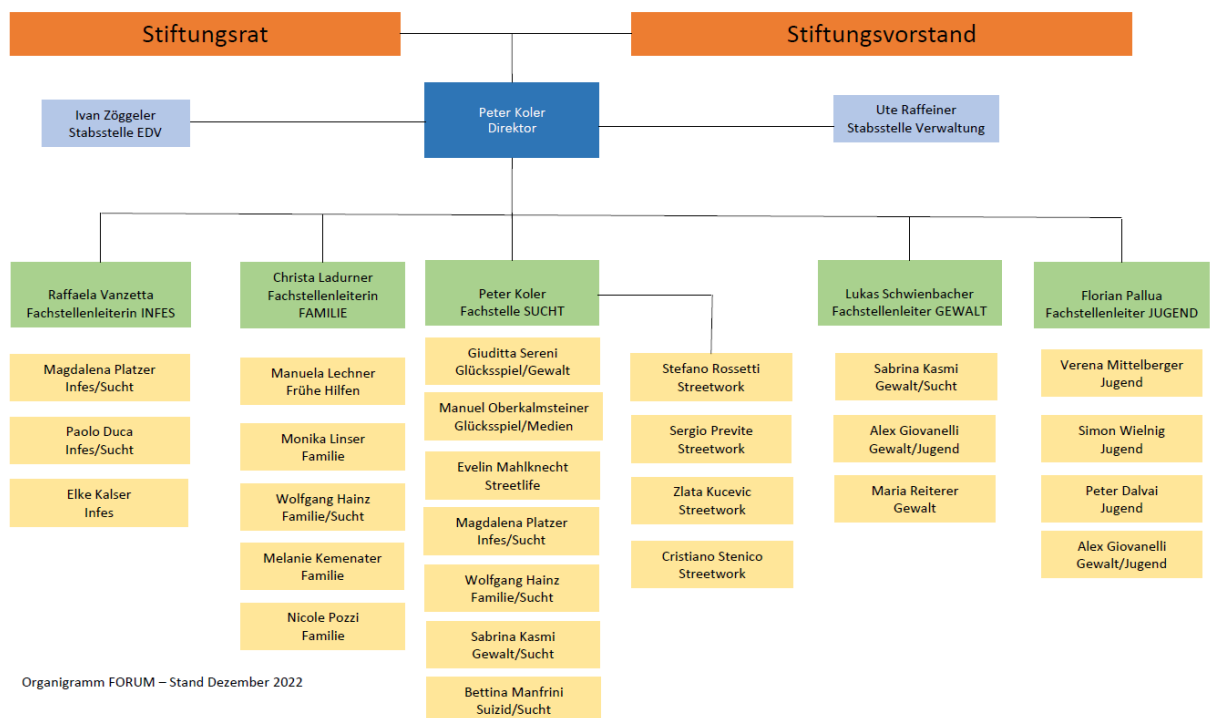 Stiftungsrat
Stiftungsvorstand
Ivan Zöggeler
Stabsstelle EDV
Peter Koler
Direktor
Ute Raffeiner
Stabsstelle Verwaltung
Raffaela Vanzetta
Fachstellenleiterin INFES
Christa Ladurner
Fachstellenleiterin
FAMILIE
Peter Koler
Fachstelle SUCHT
Lukas Schwienbacher
Fachstellenleiter GEWALT
Florian Pallua
Fachstellenleiter JUGEND
Magdalena Platzer
Infes/Sucht
Paolo Duca
Infes/Sucht
Elke Kalser
Infes
Manuela Lechner
Frühe Hilfen
Monika Linser
Familie
Wolfgang Hainz
Familie/Sucht
Melanie Kemenater
Familie
Nicole Pozzi
Familie
Giuditta Sereni
Glücksspiel/Gewalt
Manuel Oberkalmsteiner
Glücksspiel/Medien
Evelin Mahlknecht
Streetlife
Magdalena Platzer
Infes/Sucht
Wolfgang Hainz
Familie/Sucht
Sabrina Kasmi
Gewalt/Sucht
Bettina Manfrini
Suizid/Sucht
Stefano Rossetti
Streetwork
Sergio Previte
Streetwork
Zlata Kucevic
Streetwork
Cristiano Stenico
Streetwork
Sabrina Kasmi
Gewalt/Sucht
Alex Giovanelli
Gewalt/Jugend
Maria Reiterer
Gewalt
Verena Mittelberger
Jugend
Simon Wielnig
Jugend
Peter Dalvai
Jugend
Alex Giovanelli
Gewalt/Jugend
Organigramm FORUM – Stand Dezember 2022